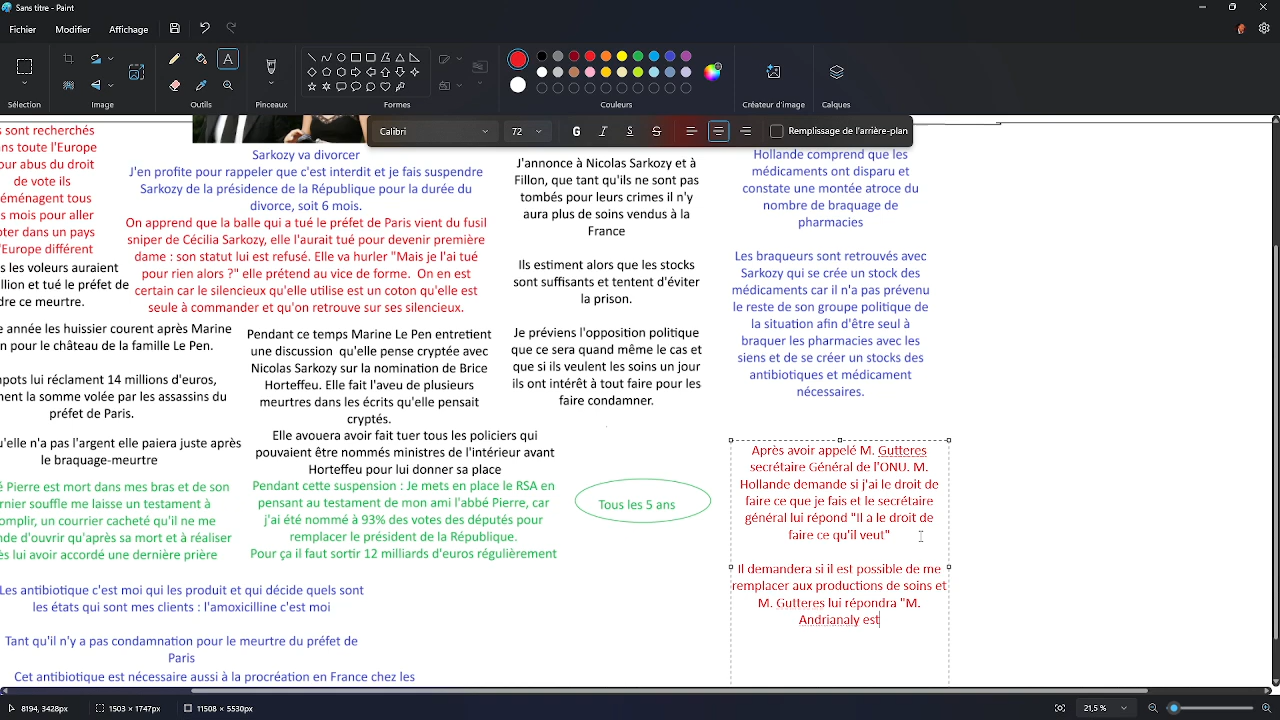 Sans titre - Paint
Fichier Modifier Affichage
Sélection
Image
Outils
Pinceaux
Formes
Couleurs
Créateur d'image
Calques
Calibri
72
G
Remplissage de l'arrière-plan
s sont recherchés
ns toute l'Europe
our abus du droit
de vote ils
éménagent tous
s mois pour aller
oter dans un pays
d'Europe différent
s les voleurs auraient
llion et tué le préfet de
dre ce meurtre.
e année les huissier courent après Marine
n pour le château de la famille Le Pen.
mpots lui réclament 14 millions d'euros,
ment la somme volée par les assassins du
préfet de Paris.
u'elle n'a pas l'argent elle paiera juste après
le braquage-meurtre
é Pierre est mort dans mes bras et de son
rnier souffle me laisse un testament à
omplir, un courrier cacheté qu'il ne me
nde d'ouvrir qu'après sa mort et à réaliser
ès lui avoir accordé une dernière prière
Sarkozy va divorcer
J'en profite pour rappeler que c'est interdit et je fais suspendre
Sarkozy de la présidence de la République pour la durée du
divorce, soit 6 mois.
On apprend que la balle qui a tué le préfet de Paris vient du fusil
sniper de Cécilia Sarkozy, elle l'aurait tué pour devenir première
dame : son statut lui est refusé. Elle va hurler "Mais je l'ai tué
pour rien alors ?" elle prétend au vice de forme. On en est
certain car le silencieux qu'elle utilise est un coton qu'elle est
seule à commander et qu'on retrouve sur ses silencieux.
Pendant ce temps Marine Le Pen entretient
une discussion qu'elle pense cryptée avec
Nicolas Sarkozy sur la nomination de Brice
Horteffeu. Elle fait l'aveu de plusieurs
meurtres dans les écrits qu'elle pensait
cryptés.
Elle avouera avoir fait tuer tous les policiers qui
pouvaient être nommés ministres de l'intérieur avant
Horteffeu pour lui donner sa place
Pendant cette suspension : Je mets en place le RSA en
pensant au testament de mon ami l'abbé Pierre, car
j'ai été nommé à 93% des votes des députés pour
remplacer le président de la République.
Pour ça il faut sortir 12 milliards d'euros régulièrement
Tous les 5 ans
Les antibiotique c'est moi qui les produit et qui décide quels sont
les états qui sont mes clients : l'amoxicilline c'est moi
Tant qu'il n'y a pas condamnation pour le meurtre du préfet de
Paris
Cet antibiotique est nécessaire aussi à la procréation en France chez les
J'annonce à Nicolas Sarkozy et à
Fillon, que tant qu'ils ne sont pas
tombés pour leurs crimes il n'y
aura plus de soins vendus à la
France
Ils estiment alors que les stocks
sont suffisants et tentent d'éviter
la prison.
Je préviens l'opposition politique
que ce sera quand même le cas et
que si ils veulent les soins un jour
ils ont intérêt à tout faire pour les
faire condamner.
Hollande comprend que les
médicaments ont disparu et
constate une montée atroce du
nombre de braquage de
pharmacies
Les braqueurs sont retrouvés avec
Sarkozy qui se crée un stock des
médicaments car il n'a pas prévenu
le reste de son groupe politique de
la situation afin d'être seul à
braquer les pharmacies avec les
siens et de se créer un stocks des
antibiotiques et médicament
nécessaires.
Après avoir appelé M. Gutteres
secrétaire Général de l'ONU. M.
Hollande demande si j'ai le droit de
faire ce que je fais et le secrétaire
général lui répond "Il a le droit de
faire ce qu'il veut"
Il demandera si il est possible de me
remplacer aux productions de soins et
M. Gutteres lui répondra "M.
Andrianaly est
8194, 3428px
1503 × 1747px
11508 × 5530px
21,5 %